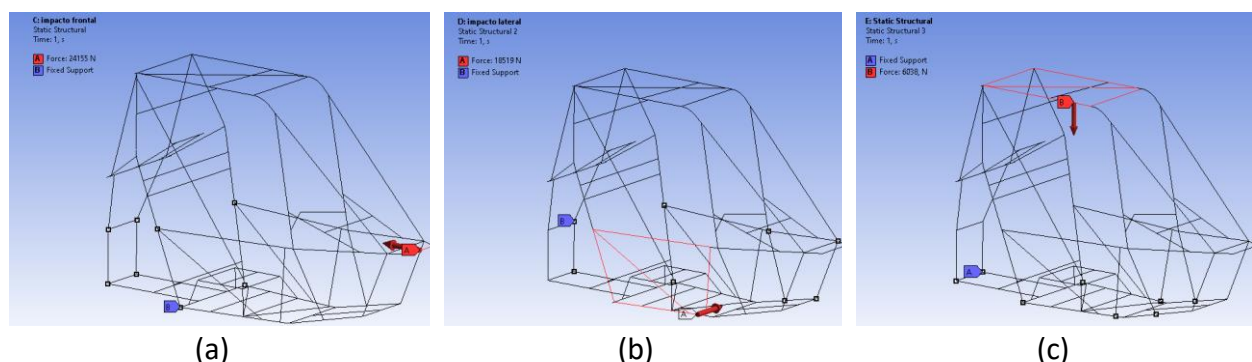 C: impacto frontal
Static Structural
Time: 1, s
A Force: 24155 N
B Fixed Support
A
B
(a)
D: impacto lateral
Static Structural 2
Time: 1, s
A Force: 18519 N
B Fixed Support
B
A
(b)
E: Static Structural
Static Structural 3
Time: 1, s
A Fixed Support
B Force: 6038, N
B
A
(c)